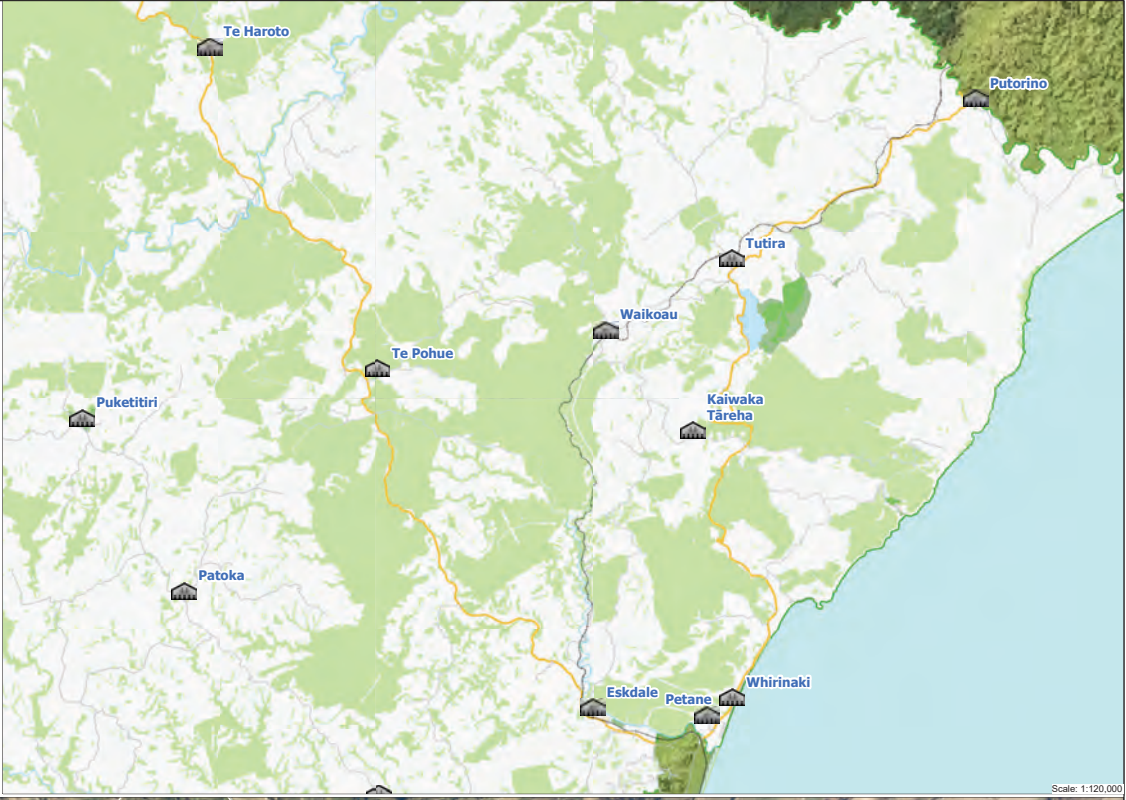 Te Haroto
Putorino
Tutira
Waikoau
Te Pohue
Puketitiri
Kaiwaka
Tāreha
Patoka
Eskdale
Petane
Whirinaki
Scale: 1:120,000